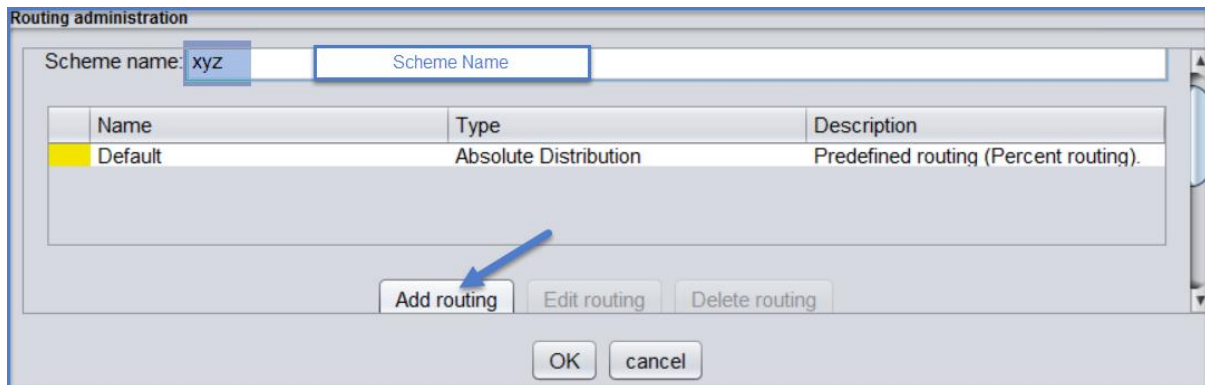 Routing administration
Scheme name: xyz Scheme Name
Name Type Description
Default Absolute Distribution Predefined routing (Percent routing).
Add routing Edit routing Delete routing
OK cancel